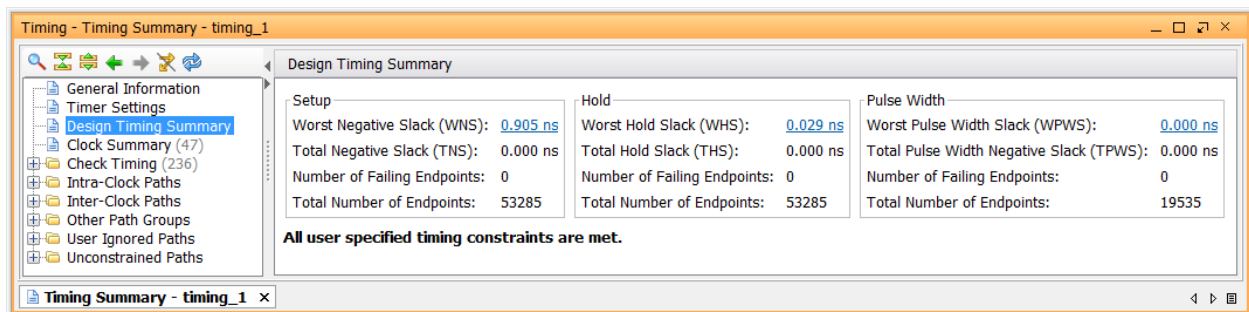 Timing - Timing Summary - timing_1
General Information
Timer Settings
Design Timing Summary
Clock Summary (47)
Check Timing (236)
Intra-Clock Paths
Inter-Clock Paths
Other Path Groups
User Ignored Paths
Unconstrained Paths
Design Timing Summary
Setup
Worst Negative Slack (WNS): 0.905 ns
Total Negative Slack (TNS): 0.000 ns
Number of Failing Endpoints: 0
Total Number of Endpoints: 53285
Hold
Worst Hold Slack (WHS): 0.029 ns
Total Hold Slack (THS): 0.000 ns
Number of Failing Endpoints: 0
Total Number of Endpoints: 53285
Pulse Width
Worst Pulse Width Slack (WPWS): 0.000 ns
Total Pulse Width Negative Slack (TPWS): 0.000 ns
Number of Failing Endpoints: 0
Total Number of Endpoints: 19535
All user specified timing constraints are met.
Timing Summary - timing_1